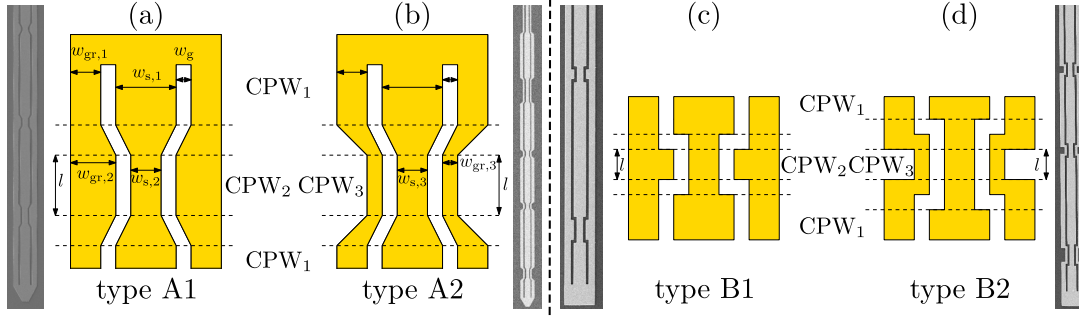 (a)
(b)
(c)
(d)
w_gr,1
w_g
w_s,1
CPW_1
w_gr,2
w_s,2
l
CPW_2
CPW_3
w_s,3
w_gr,3
l
CPW_1
type A1
type A2
CPW_1
l
CPW_2
CPW_3
l
CPW_1
type B1
type B2